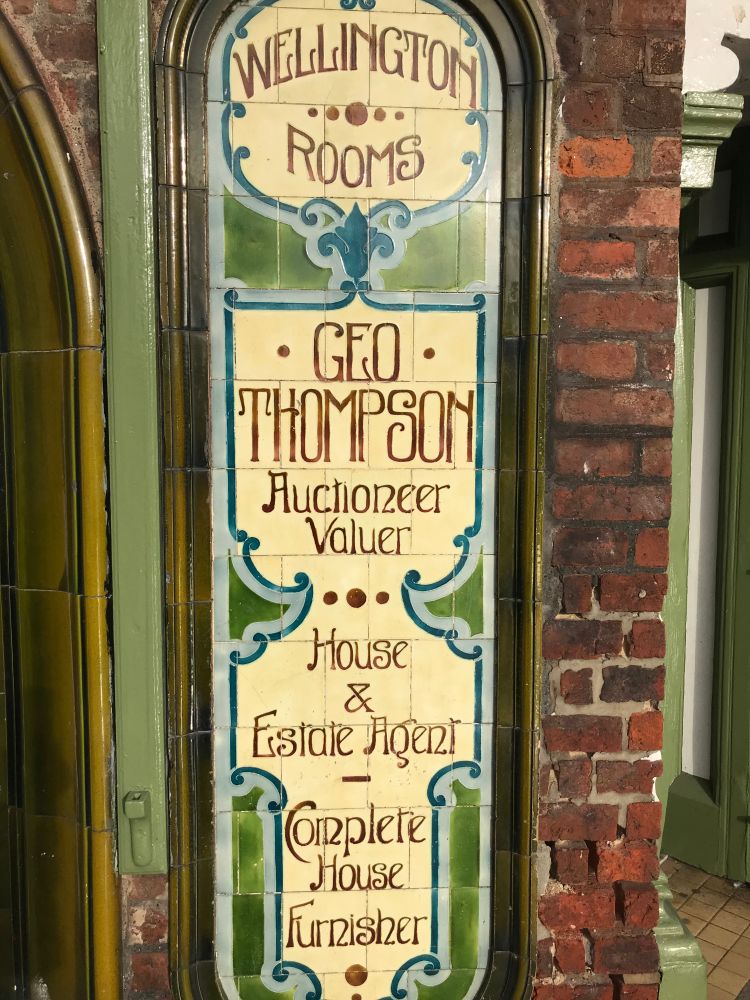 WELLINGTON
ROOMS
GEO
THOMPSON
Auctioneer
Valuer
House
&
Estate Agent
Complete
House
Furnisher